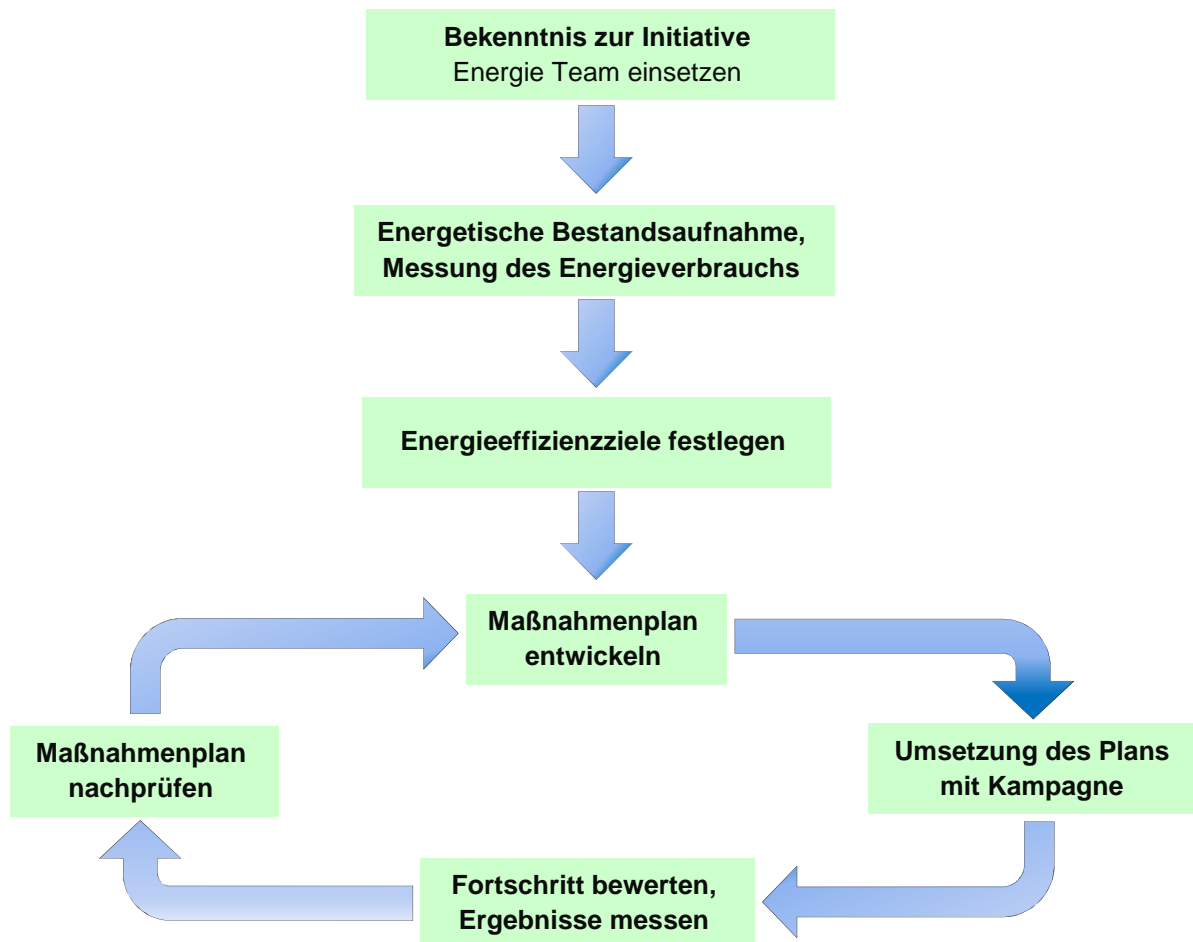 Bekenntnis zur Initiative
Energie Team einsetzen
Energetische Bestandsaufnahme,
Messung des Energieverbrauchs
Energieeffizienzziele festlegen
Maßnahmenplan
entwickeln
Umsetzung des Plans
mit Kampagne
Fortschritt bewerten,
Ergebnisse messen
Maßnahmenplan
nachprüfen